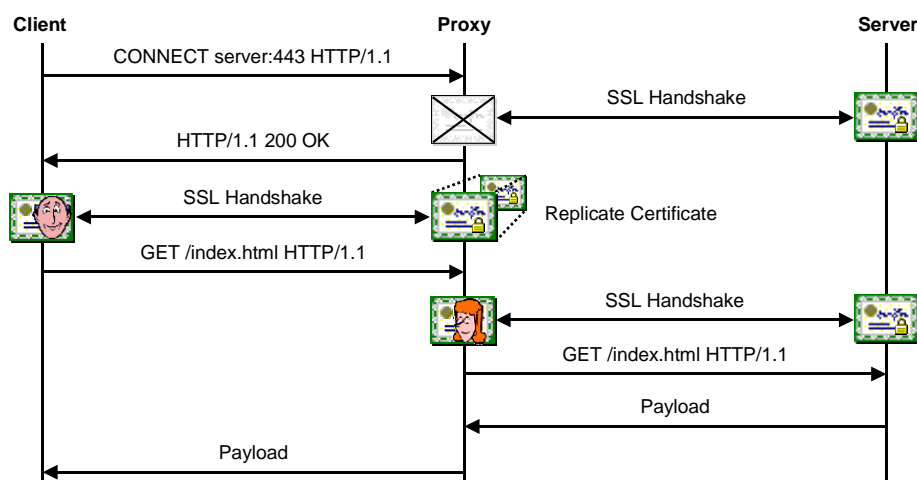 Client Proxy Server
CONNECT server:443 HTTP/1.1
SSL Handshake
HTTP/1.1 200 OK
SSL Handshake
Replicate Certificate
GET /index.html HTTP/1.1
SSL Handshake
GET /index.html HTTP/1.1
Payload
Payload